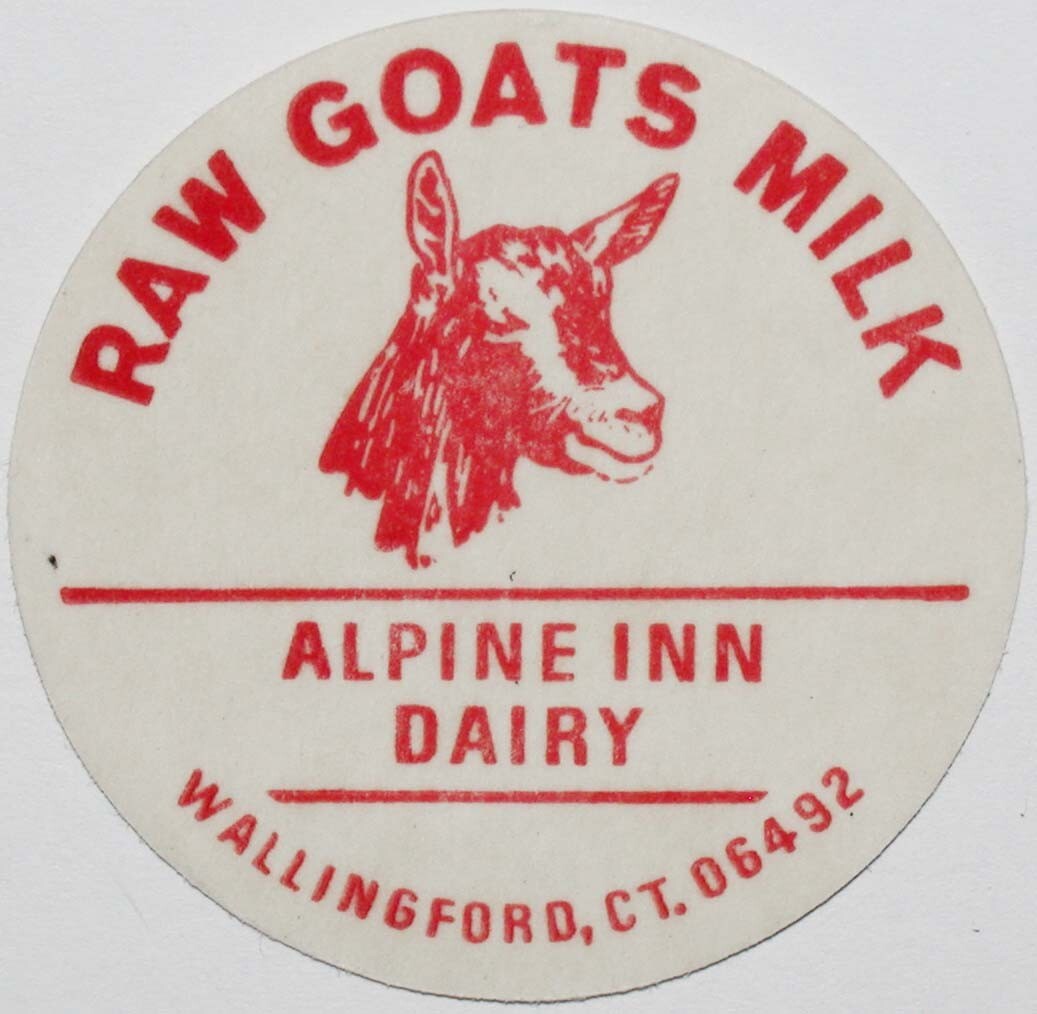 RAW GOATS MILK
ALPINE INN
DAIRY
WALLINGFORD, CT. 06492